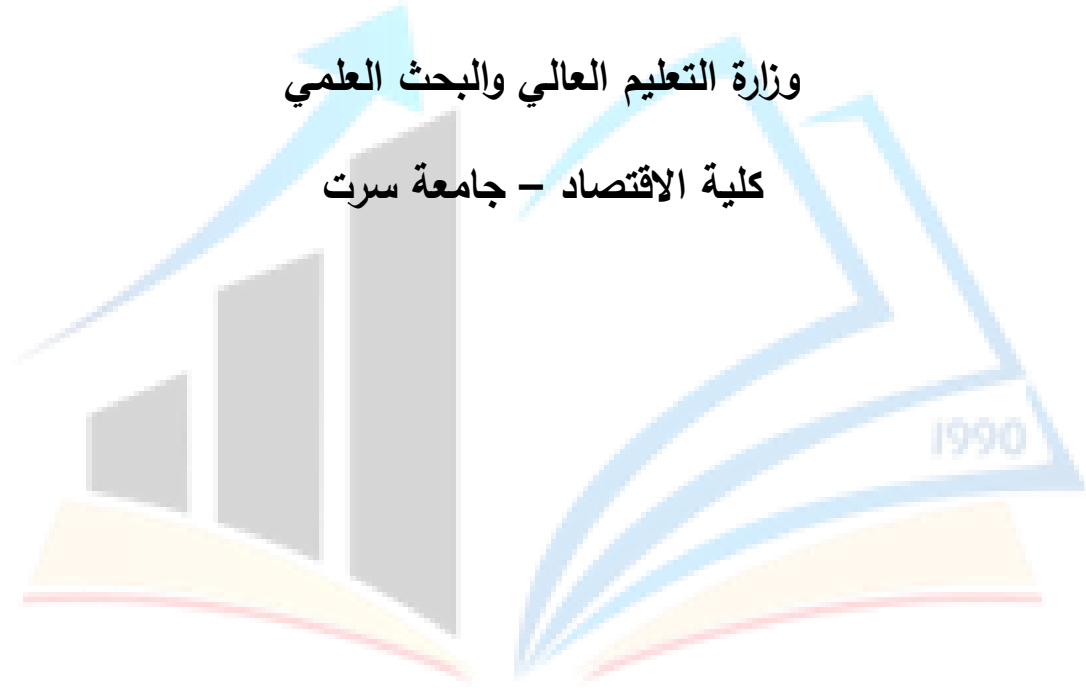 وزارة التعليم العالي والبحث العلمي
كلية الاقتصاد – جامعة سرت
1990